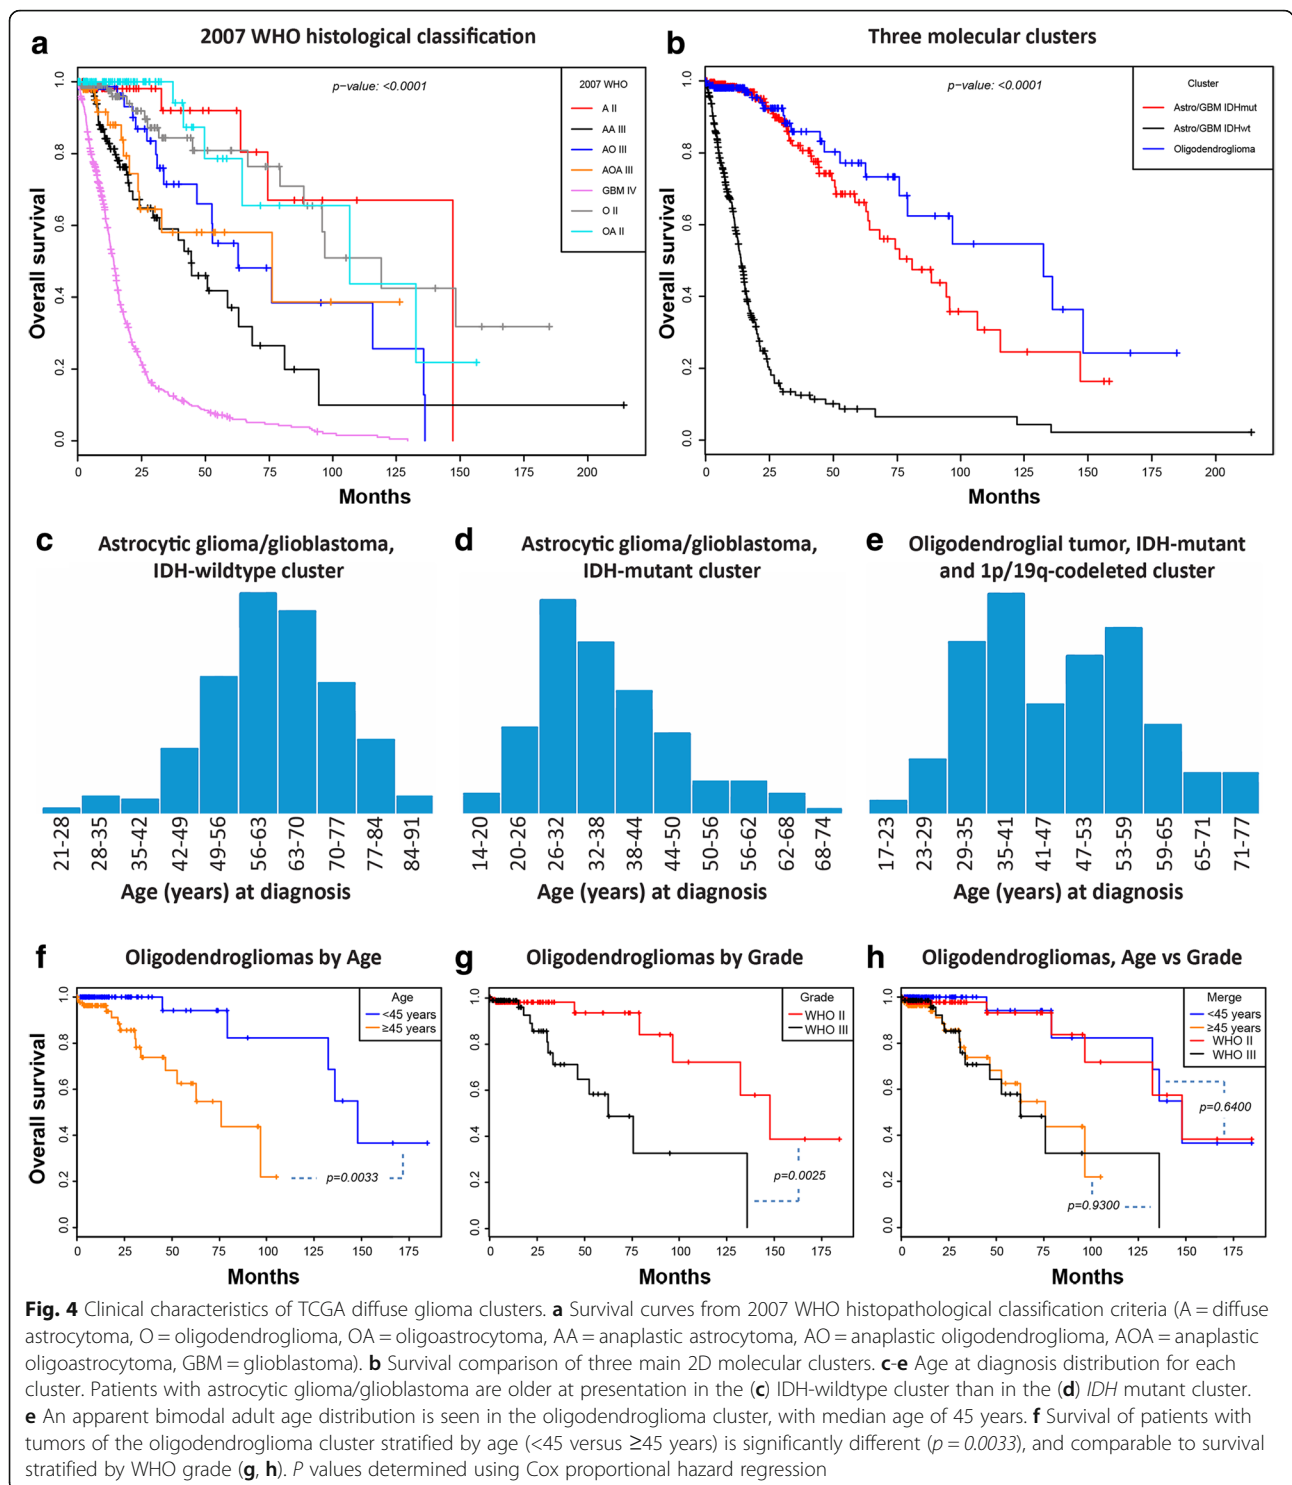 a
2007 WHO histological classification
p-value: <0.0001
2007 WHO
A II
AA III
AO III
AOA III
GBM IV
O II
OA II
Overall survival
1.0
0.8
0.6
0.4
0.2
0.0
0 25 50 75 100 125 150 175 200
Months
b
Three molecular clusters
p-value: <0.0001
Cluster
Astro/GBM IDHmut
Astro/GBM IDHwt
Oligodendroglioma
Overall survival
1.0
0.8
0.6
0.4
0.2
0.0
0 25 50 75 100 125 150 175 200
Months
c
Astrocytic glioma/glioblastoma,
IDH-wildtype cluster
21-28 28-35 35-42 42-49 49-56 56-63 63-70 70-77 77-84 84-91
Age (years) at diagnosis
d
Astrocytic glioma/glioblastoma,
IDH-mutant cluster
14-20 20-26 26-32 32-38 38-44 44-50 50-56 56-62 62-68 68-74
Age (years) at diagnosis
e
Oligodendroglial tumor, IDH-mutant
and 1p/19q-codeleted cluster
17-23 23-29 29-35 35-41 41-47 47-53 53-59 59-65 65-71 71-77
Age (years) at diagnosis
f
Oligodendrogliomas by Age
Age
<45 years
≥45 years
p=0.0033
Overall survival
1.0
0.8
0.6
0.4
0.2
0.0
0 25 50 75 100 125 150 175
Months
g
Oligodendrogliomas by Grade
Grade
WHO II
WHO III
p=0.0025
1.0
0.8
0.6
0.4
0.2
0.0
0 25 50 75 100 125 150 175
Months
h
Oligodendrogliomas, Age vs Grade
Merge
<45 years
≥45 years
WHO II
WHO III
p=0.6400
p=0.9300
1.0
0.8
0.6
0.4
0.2
0.0
0 25 50 75 100 125 150 175
Months
Fig. 4 Clinical characteristics of TCGA diffuse glioma clusters. a Survival curves from 2007 WHO histopathological classification criteria (A = diffuse
astrocytoma, O = oligodendroglioma, OA = oligoastrocytoma, AA = anaplastic astrocytoma, AO = anaplastic oligodendroglioma, AOA = anaplastic
oligoastrocytoma, GBM = glioblastoma). b Survival comparison of three main 2D molecular clusters. c-e Age at diagnosis distribution for each
cluster. Patients with astrocytic glioma/glioblastoma are older at presentation in the (c) IDH-wildtype cluster than in the (d) IDH mutant cluster.
e An apparent bimodal adult age distribution is seen in the oligodendroglioma cluster, with median age of 45 years. f Survival of patients with
tumors of the oligodendroglioma cluster stratified by age (<45 versus ≥45 years) is significantly different (p = 0.0033), and comparable to survival
stratified by WHO grade (g, h). P values determined using Cox proportional hazard regression